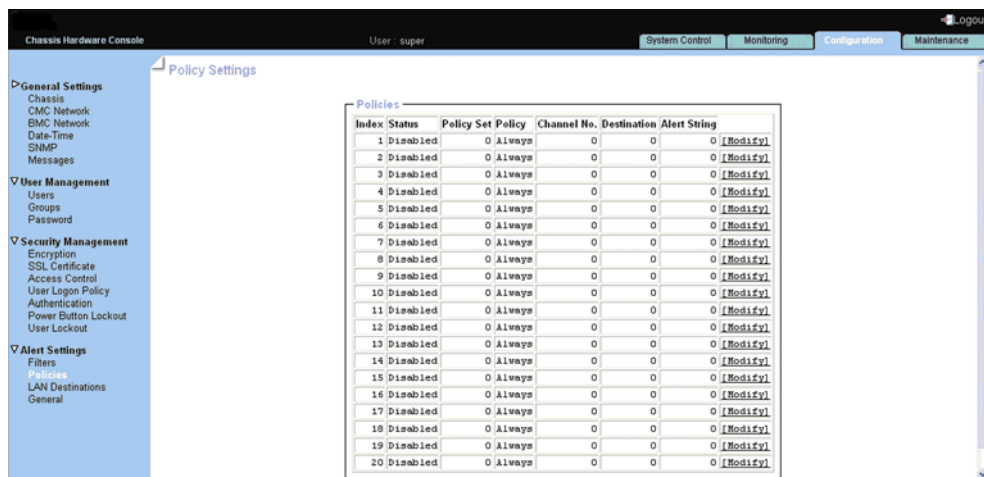 Logou
Chassis Hardware Console
User : super
System Control
Monitoring
Configuration
Maintenance
General Settings
Chassis
CMC Network
BMC Network
Date-Time
SNMP
Messages
User Management
Users
Groups
Password
Security Management
Encryption
SSL Certificate
Access Control
User Logon Policy
Authentication
Power Button Lockout
User Lockout
Alert Settings
Filters
Policies
LAN Destinations
General
Policy Settings
Policies
Index Status Policy Set Policy Channel No. Destination Alert String
1 Disabled 0 Always 0 0 0 [Modify]
2 Disabled 0 Always 0 0 0 [Modify]
3 Disabled 0 Always 0 0 0 [Modify]
4 Disabled 0 Always 0 0 0 [Modify]
5 Disabled 0 Always 0 0 0 [Modify]
6 Disabled 0 Always 0 0 0 [Modify]
7 Disabled 0 Always 0 0 0 [Modify]
8 Disabled 0 Always 0 0 0 [Modify]
9 Disabled 0 Always 0 0 0 [Modify]
10 Disabled 0 Always 0 0 0 [Modify]
11 Disabled 0 Always 0 0 0 [Modify]
12 Disabled 0 Always 0 0 0 [Modify]
13 Disabled 0 Always 0 0 0 [Modify]
14 Disabled 0 Always 0 0 0 [Modify]
15 Disabled 0 Always 0 0 0 [Modify]
16 Disabled 0 Always 0 0 0 [Modify]
17 Disabled 0 Always 0 0 0 [Modify]
18 Disabled 0 Always 0 0 0 [Modify]
19 Disabled 0 Always 0 0 0 [Modify]
20 Disabled 0 Always 0 0 0 [Modify]